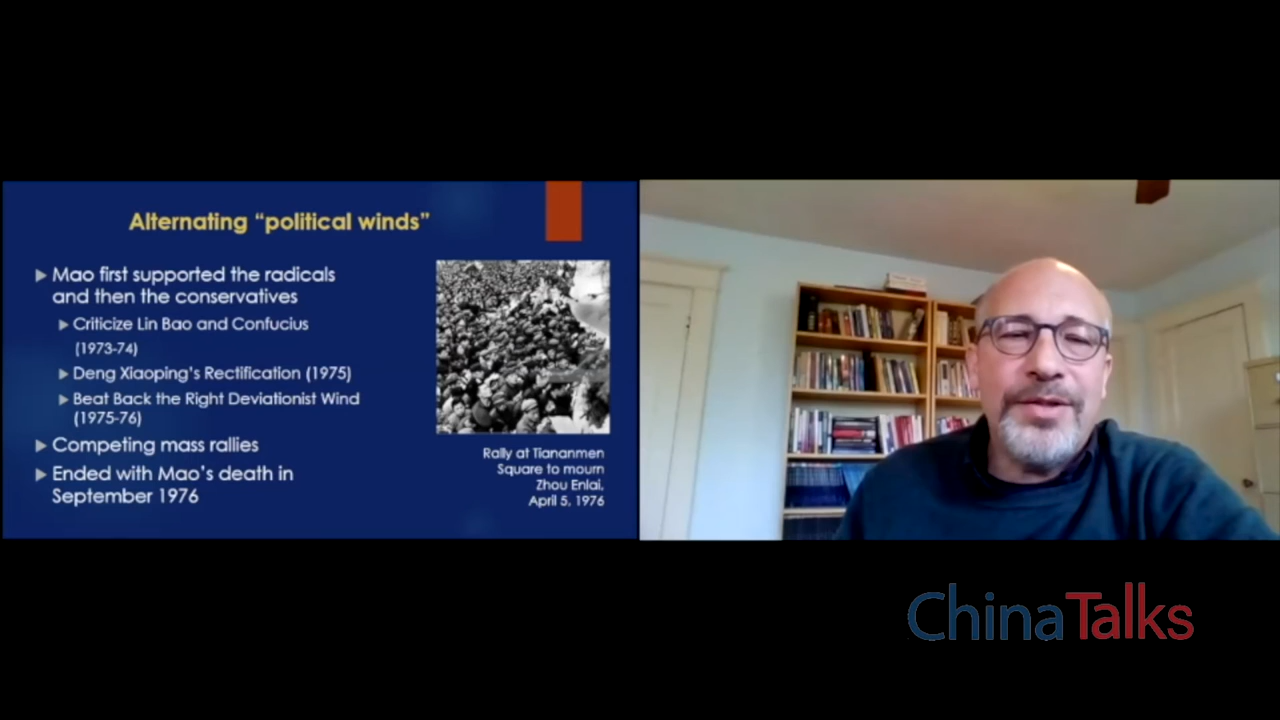 Alternating “political winds”
Mao first supported the radicals
and then the conservatives
Criticize Lin Bao and Confucius
(1973-74)
Deng Xiaoping’s Rectification (1975)
Beat Back the Right Deviationist Wind
(1975-76)
Competing mass rallies
Ended with Mao’s death in
September 1976
Rally at Tiananmen
Square to mourn
Zhou Enlai,
April 5, 1976
ChinaTalks